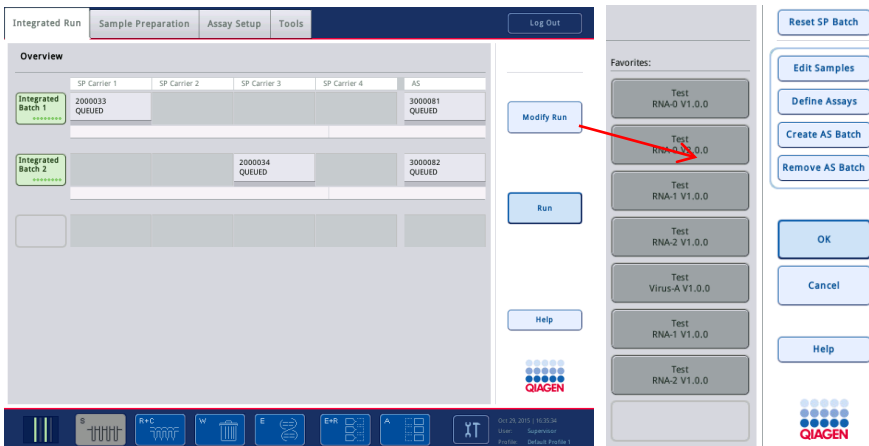 Integrated Run
Sample Preparation
Assay Setup
Tools
Log Out
Overview
SP Carrier 1
SP Carrier 2
SP Carrier 3
SP Carrier 4
AS
Integrated
Batch 1
2000033
QUEUED
3000081
QUEUED
Integrated
Batch 2
2000034
QUEUED
3000082
QUEUED
Modify Run
Run
Help
QIAGEN
S
R+C
W
E
E+R
A
Oct 29, 2015 | 16:35:34
User: Supervisor
Profile: Default Profile 1
Favorites:
Test
RNA-0 V1.0.0
Test
RNA-0 V1.0.0
Test
RNA-1 V1.0.0
Test
RNA-2 V1.0.0
Test
Virus-A V1.0.0
Test
RNA-1 V1.0.0
Test
RNA-2 V1.0.0
Reset SP Batch
Edit Samples
Define Assays
Create AS Batch
Remove AS Batch
OK
Cancel
Help
QIAGEN